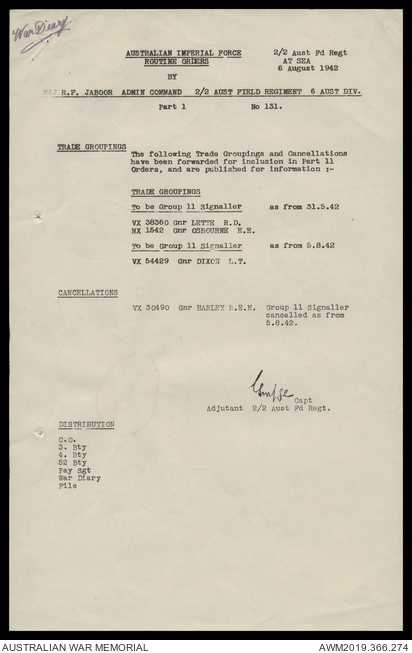 War Diary
AUSTRALIAN IMPERIAL FORCE 2/2 Aust Fd Regt
ROUTINE ORDERS AT SEA
6 August 1942
BY
MAJ R.F. JABOOR ADMIN COMMAND 2/2 AUST FIELD REGIMENT 6 AUST DIV.
Part 1 No 131.
TRADE GROUPINGS
The following Trade Groupings and Cancellations
have been forwarded for inclusion in Part 11
Orders, and are published for information :-
TRADE GROUPINGS
To be Group 11 Signaller as from 31.5.42
VX 38360 Gnr LETTE R.D.
NX 1542 Gnr OSBOURNE E.E.
To be Group 11 Signaller as from 5.8.42
VX 54429 Gnr DIXON L.T.
CANCELLATIONS
VX 30490 Gnr HARLEY R.E.N. Group 11 Signaller
cancelled as from
5.8.42.
Capt
Adjutant 2/2 Aust Fd Regt.
DISTRIBUTION
C.O.
3. Bty
4. Bty
52 Bty
Pay Sgt
War Diary
File
AUSTRALIAN WAR MEMORIAL AWM2019.366.274